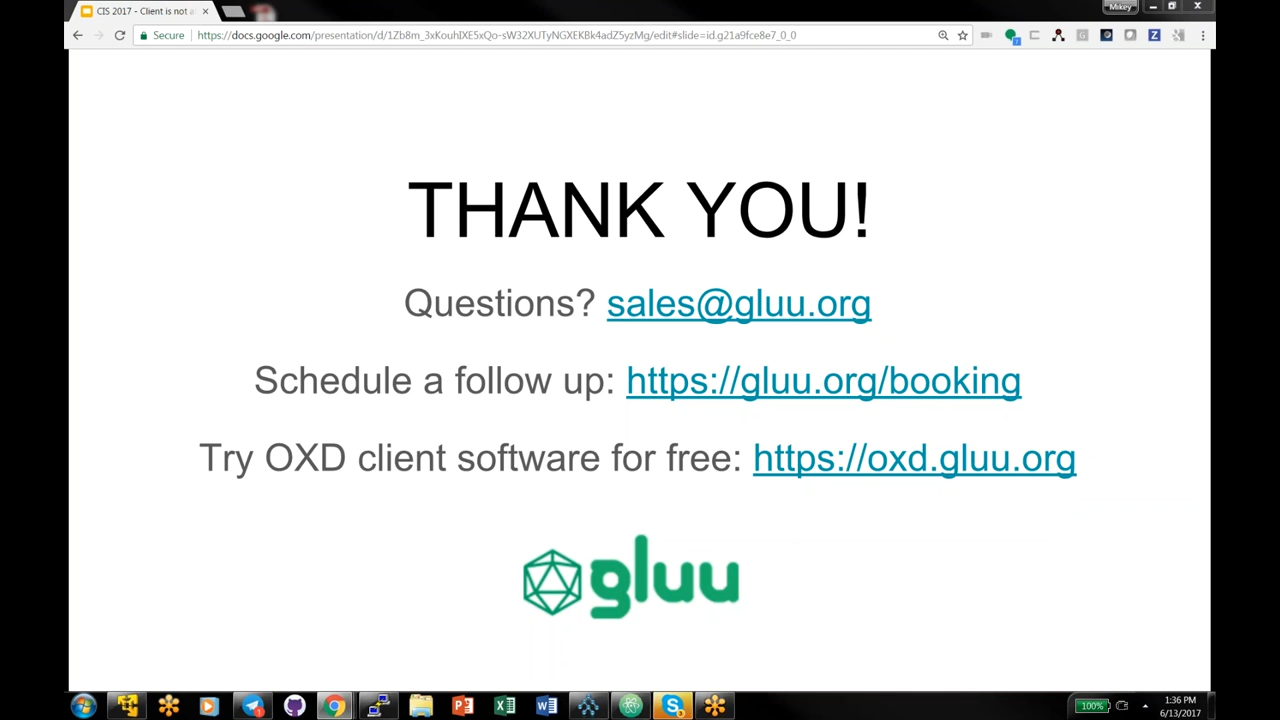 CIS 2017 - Client is not a
Mikey
Secure
https://docs.google.com/presentation/d/1Zb8m_3xKouhlXE5xQo-sW32XUTyNGXEKBk4adZ5yzMg/edit#slide=id.g21a9fce8e7_0_0
THANK YOU!
Questions? sales@gluu.org
Schedule a follow up: https://gluu.org/booking
Try OXD client software for free: https://oxd.gluu.org
gluu
100%
1:36 PM
6/13/2017